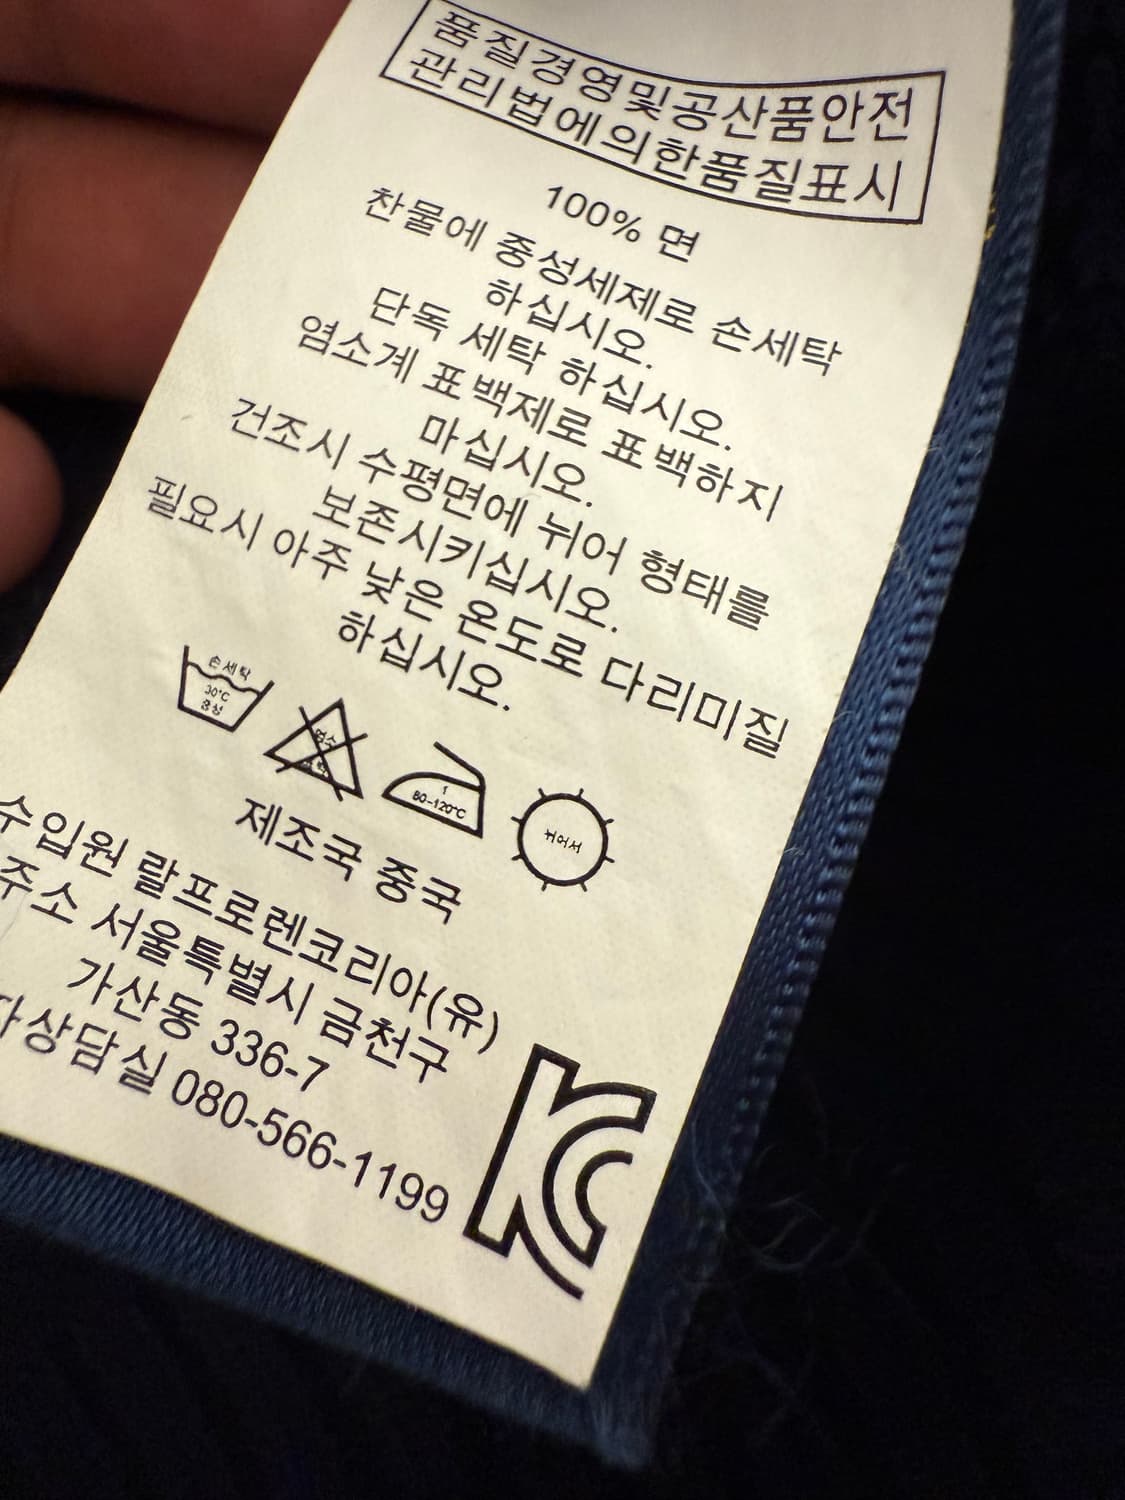 품질경영및공산품안전
관리법에의한품질표시
100% 면
찬물에 중성세제로 손세탁
하십시오.
단독 세탁 하십시오.
염소계 표백제로 표백하지
마십시오.
건조시 수평면에 뉘어 형태를
보존시키십시오.
필요시 아주 낮은 온도로 다리미질
하십시오.
손세탁
30°C
중성
염소
표백
1
80-120°C
뉘어서
제조국 중국
수입원 랄프로렌코리아(유)
주소 서울특별시 금천구
가산동 336-7
자상담실 080-566-1199
KC